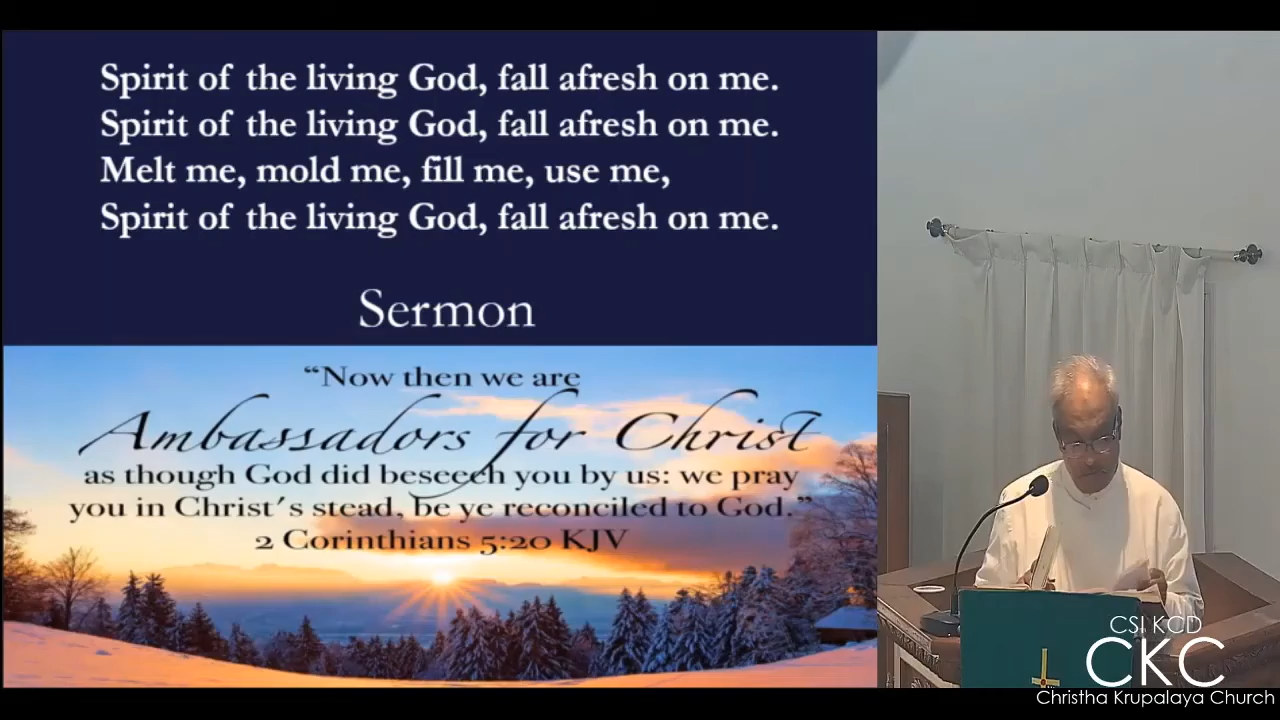 Spirit of the living God, fall afresh on me.
Spirit of the living God, fall afresh on me.
Melt me, mold me, fill me, use me,
Spirit of the living God, fall afresh on me.
Sermon
“Now then we are
Ambassadors for Christ
as though God did beseech you by us: we pray
you in Christ's stead, be ye reconciled to God.”
2 Corinthians 5:20 KJV
CSI KCD
CKC
Christha Krupalaya Church